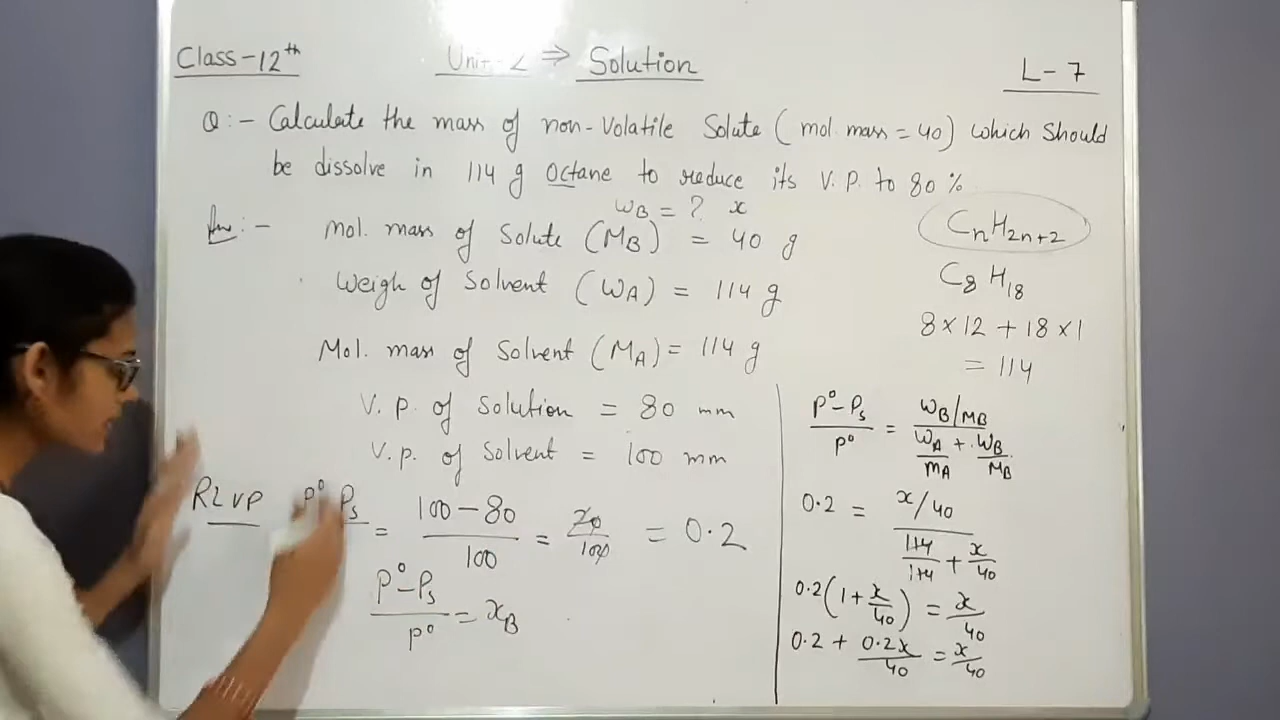 Class-12th
Unit-2 ⇒ Solution
L-7
Q:- Calculate the mass of non-Volatile Solute (mol. mass = 40) which should
be dissolve in 114 g Octane to reduce its V.P. to 80 %
WB = ? x
Ans:- Mol. mass of Solute (MB) = 40 g
Weigh of Solvent (WA) = 114 g
Mol. mass of Solvent (MA) = 114 g
V.p. of Solution = 80 mm
V.p. of Solvent = 100 mm
RLVP P°-Ps = 100-80/100 = 20/100 = 0.2
P°-Ps/P° = xB
CnH2n+2
C8 H18
8×12 + 18×1
= 114
P°-Ps/P° = WB/MB / WA/MA + WB/MB
0.2 = x/40 / 114/114 + x/40
0.2(1+x/40) = x/40
0.2 + 0.2x/40 = x/40